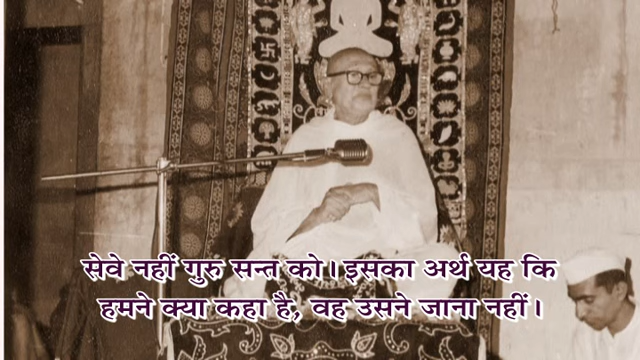 सेवे नहीं गुरु सन्त को। इसका अर्थ यह कि
हमने क्या कहा है, वह उसने जाना नहीं।